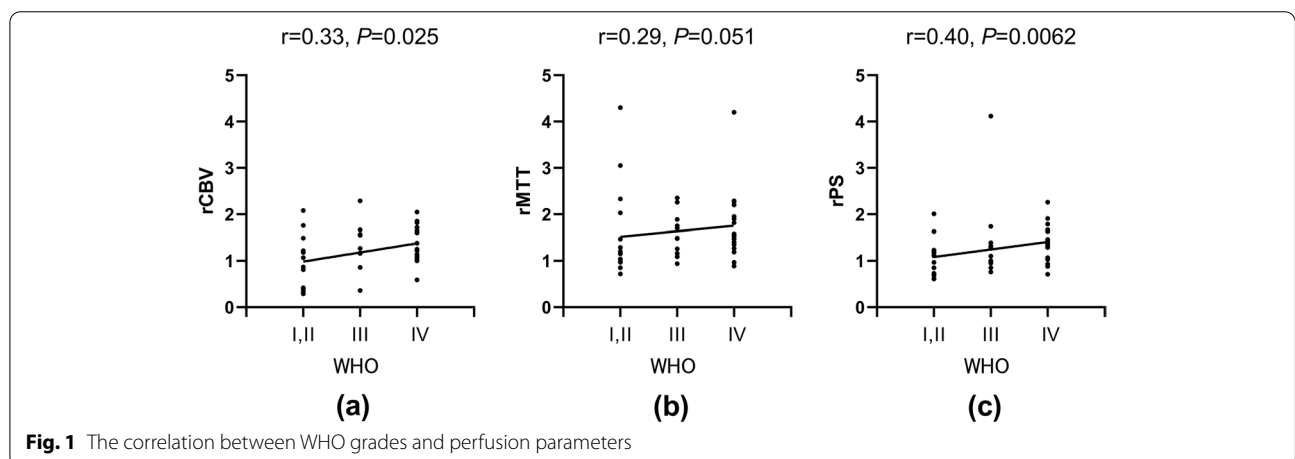 r=0.33, P=0.025
r=0.29, P=0.051
r=0.40, P=0.0062
5
4
3
2
1
0
rCBV
I,II III IV
WHO
(a)
5
4
3
2
1
0
rMTT
I,II III IV
WHO
(b)
5
4
3
2
1
0
rPS
I,II III IV
WHO
(c)
Fig. 1 The correlation between WHO grades and perfusion parameters